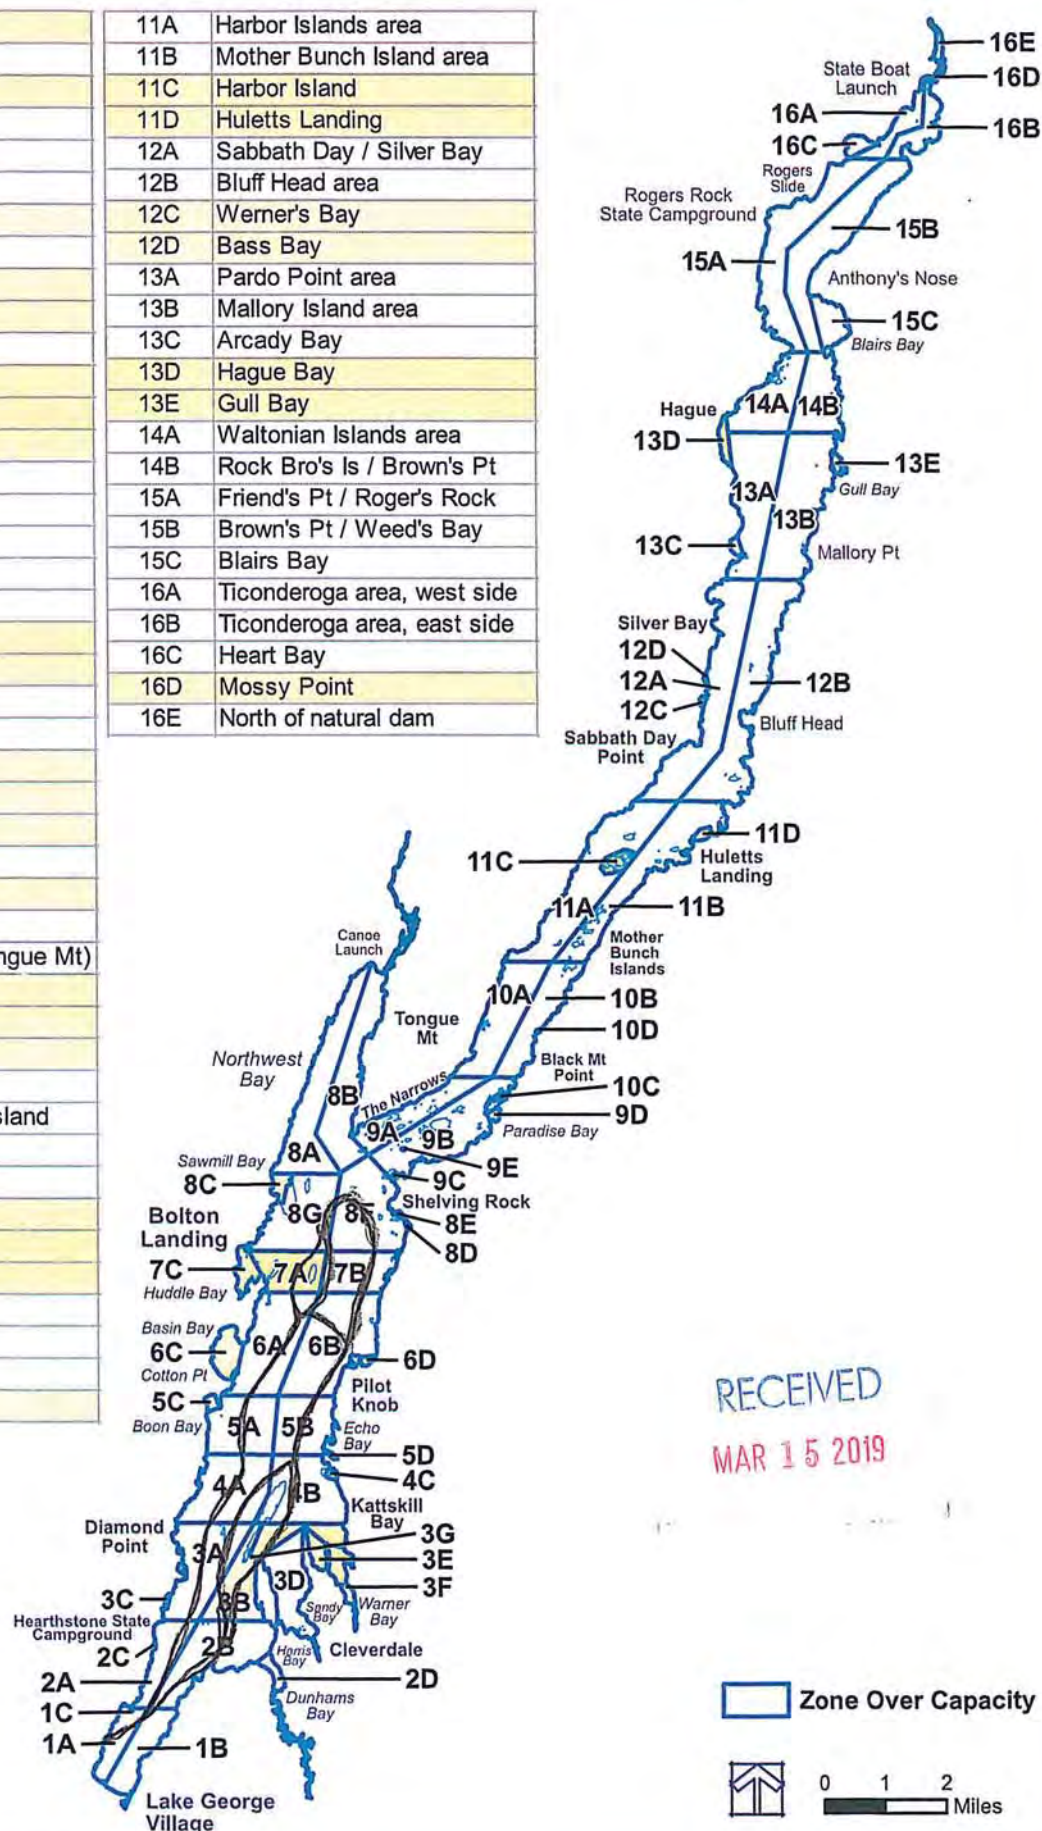 11A Harbor Islands area
11B Mother Bunch Island area
11C Harbor Island
11D Huletts Landing
12A Sabbath Day / Silver Bay
12B Bluff Head area
12C Werner's Bay
12D Bass Bay
13A Pardo Point area
13B Mallory Island area
13C Arcady Bay
13D Hague Bay
13E Gull Bay
14A Waltonian Islands area
14B Rock Bro's Is / Brown's Pt
15A Friend's Pt / Roger's Rock
15B Brown's Pt / Weed's Bay
15C Blairs Bay
16A Ticonderoga area, west side
16B Ticonderoga area, east side
16C Heart Bay
16D Mossy Point
16E North of natural dam
ngue Mt)
sland
16E
State Boat
Launch
16D
16A
16B
16C
Rogers
Slide
Rogers Rock
State Campground
15B
15A
Anthony's Nose
15C
Blairs Bay
14A
14B
Hague
13D
13E
Gull Bay
13A
13B
13C
Mallory Pt
Silver Bay
12D
12A
12B
12C
Bluff Head
Sabbath Day
Point
11D
11C
Huletts
Landing
11A
11B
Mother
Bunch
Islands
Canoe
Launch
10A
10B
10D
Tongue
Mt
Northwest
Bay
Black Mt
Point
10C
The Narrows
8B
9D
9A
9B
Paradise Bay
8A
9E
Sawmill Bay
9C
8C
Shelving Rock
8G
8F
8E
Bolton
Landing
8D
7C
7A
7B
Huddle Bay
Basin Bay
6A
6B
6C
6D
Cotton Pt
Pilot
Knob
5C
5A
5B
Boon Bay
Echo
Bay
5D
4C
4A
4B
Kattskill
Bay
Diamond
Point
3G
3A
3E
3D
3F
3C
3B
Sandy
Bay
Warner
Bay
Hearthstone State
Campground
2B
Harris
Bay
Cleverdale
2C
2A
2D
Dunhams
Bay
1C
1A
1B
Lake George
Village
RECEIVED
MAR 15 2019
Zone Over Capacity
0 1 2
Miles